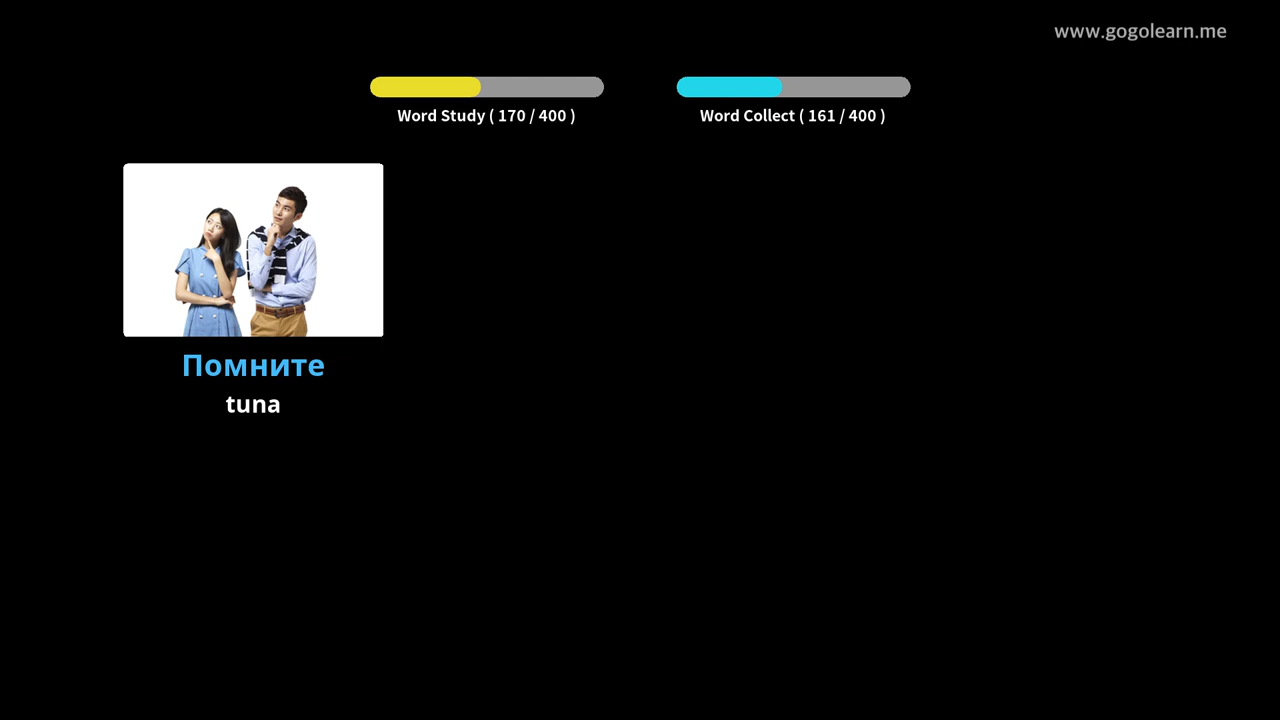 www.gogolearn.me
Word Study ( 170 / 400 )
Word Collect ( 161 / 400 )
Помните
tuna